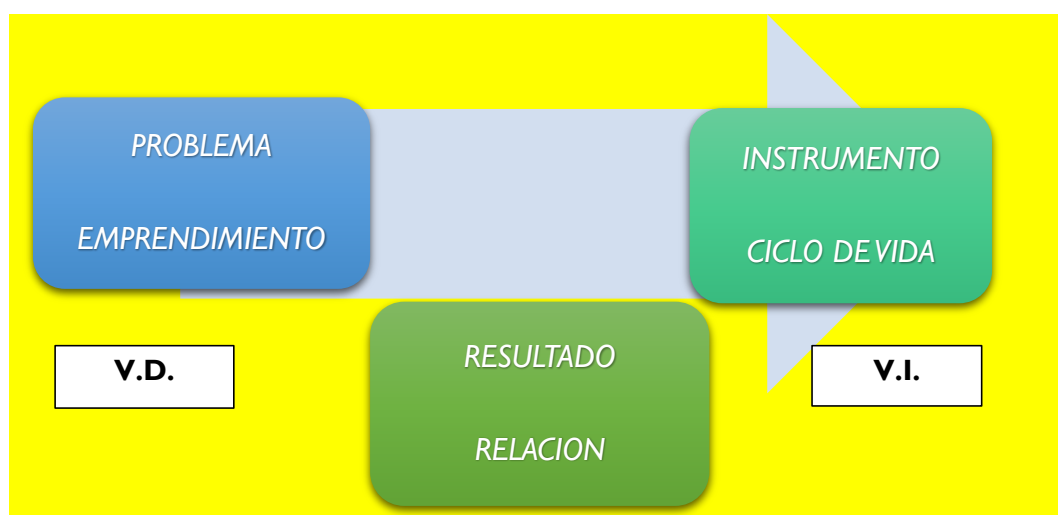 PROBLEMA
EMPRENDIMIENTO
INSTRUMENTO
CICLO DE VIDA
V.D.
RESULTADO
RELACION
V.I.